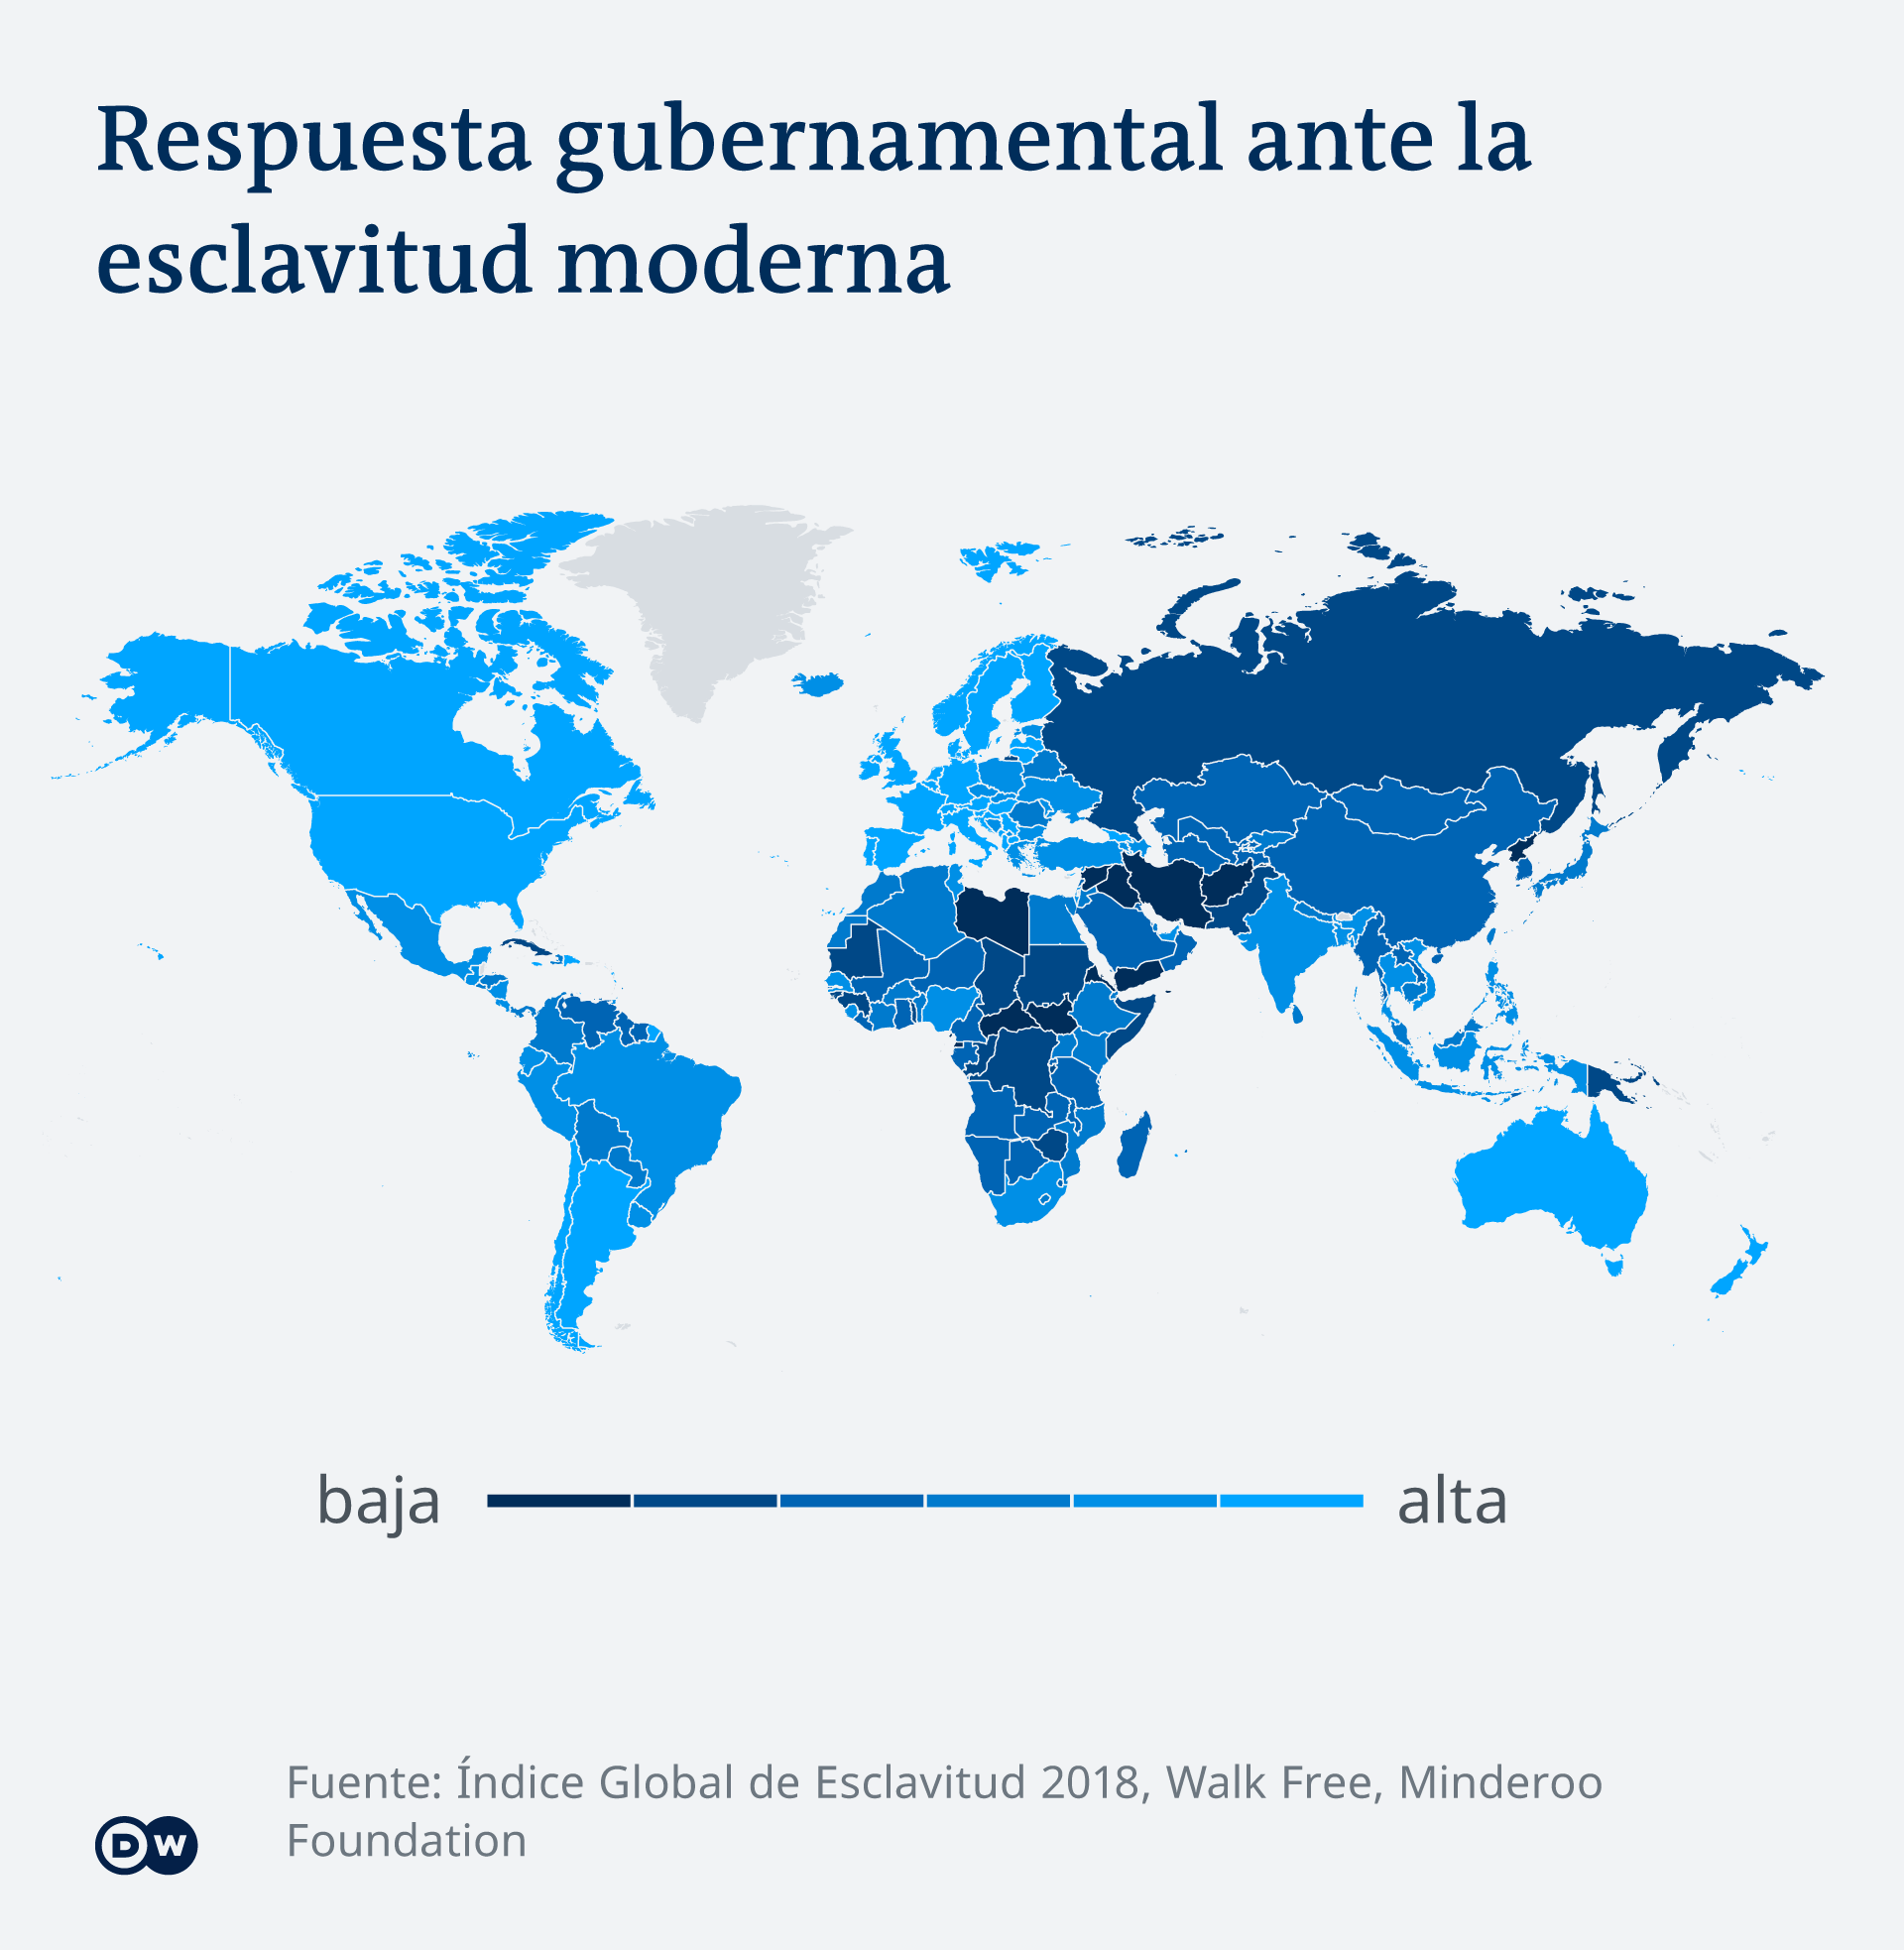 Respuesta gubernamental ante la
esclavitud moderna
baja
alta
Fuente: Índice Global de Esclavitud 2018, Walk Free, Minderoo
Foundation
DW